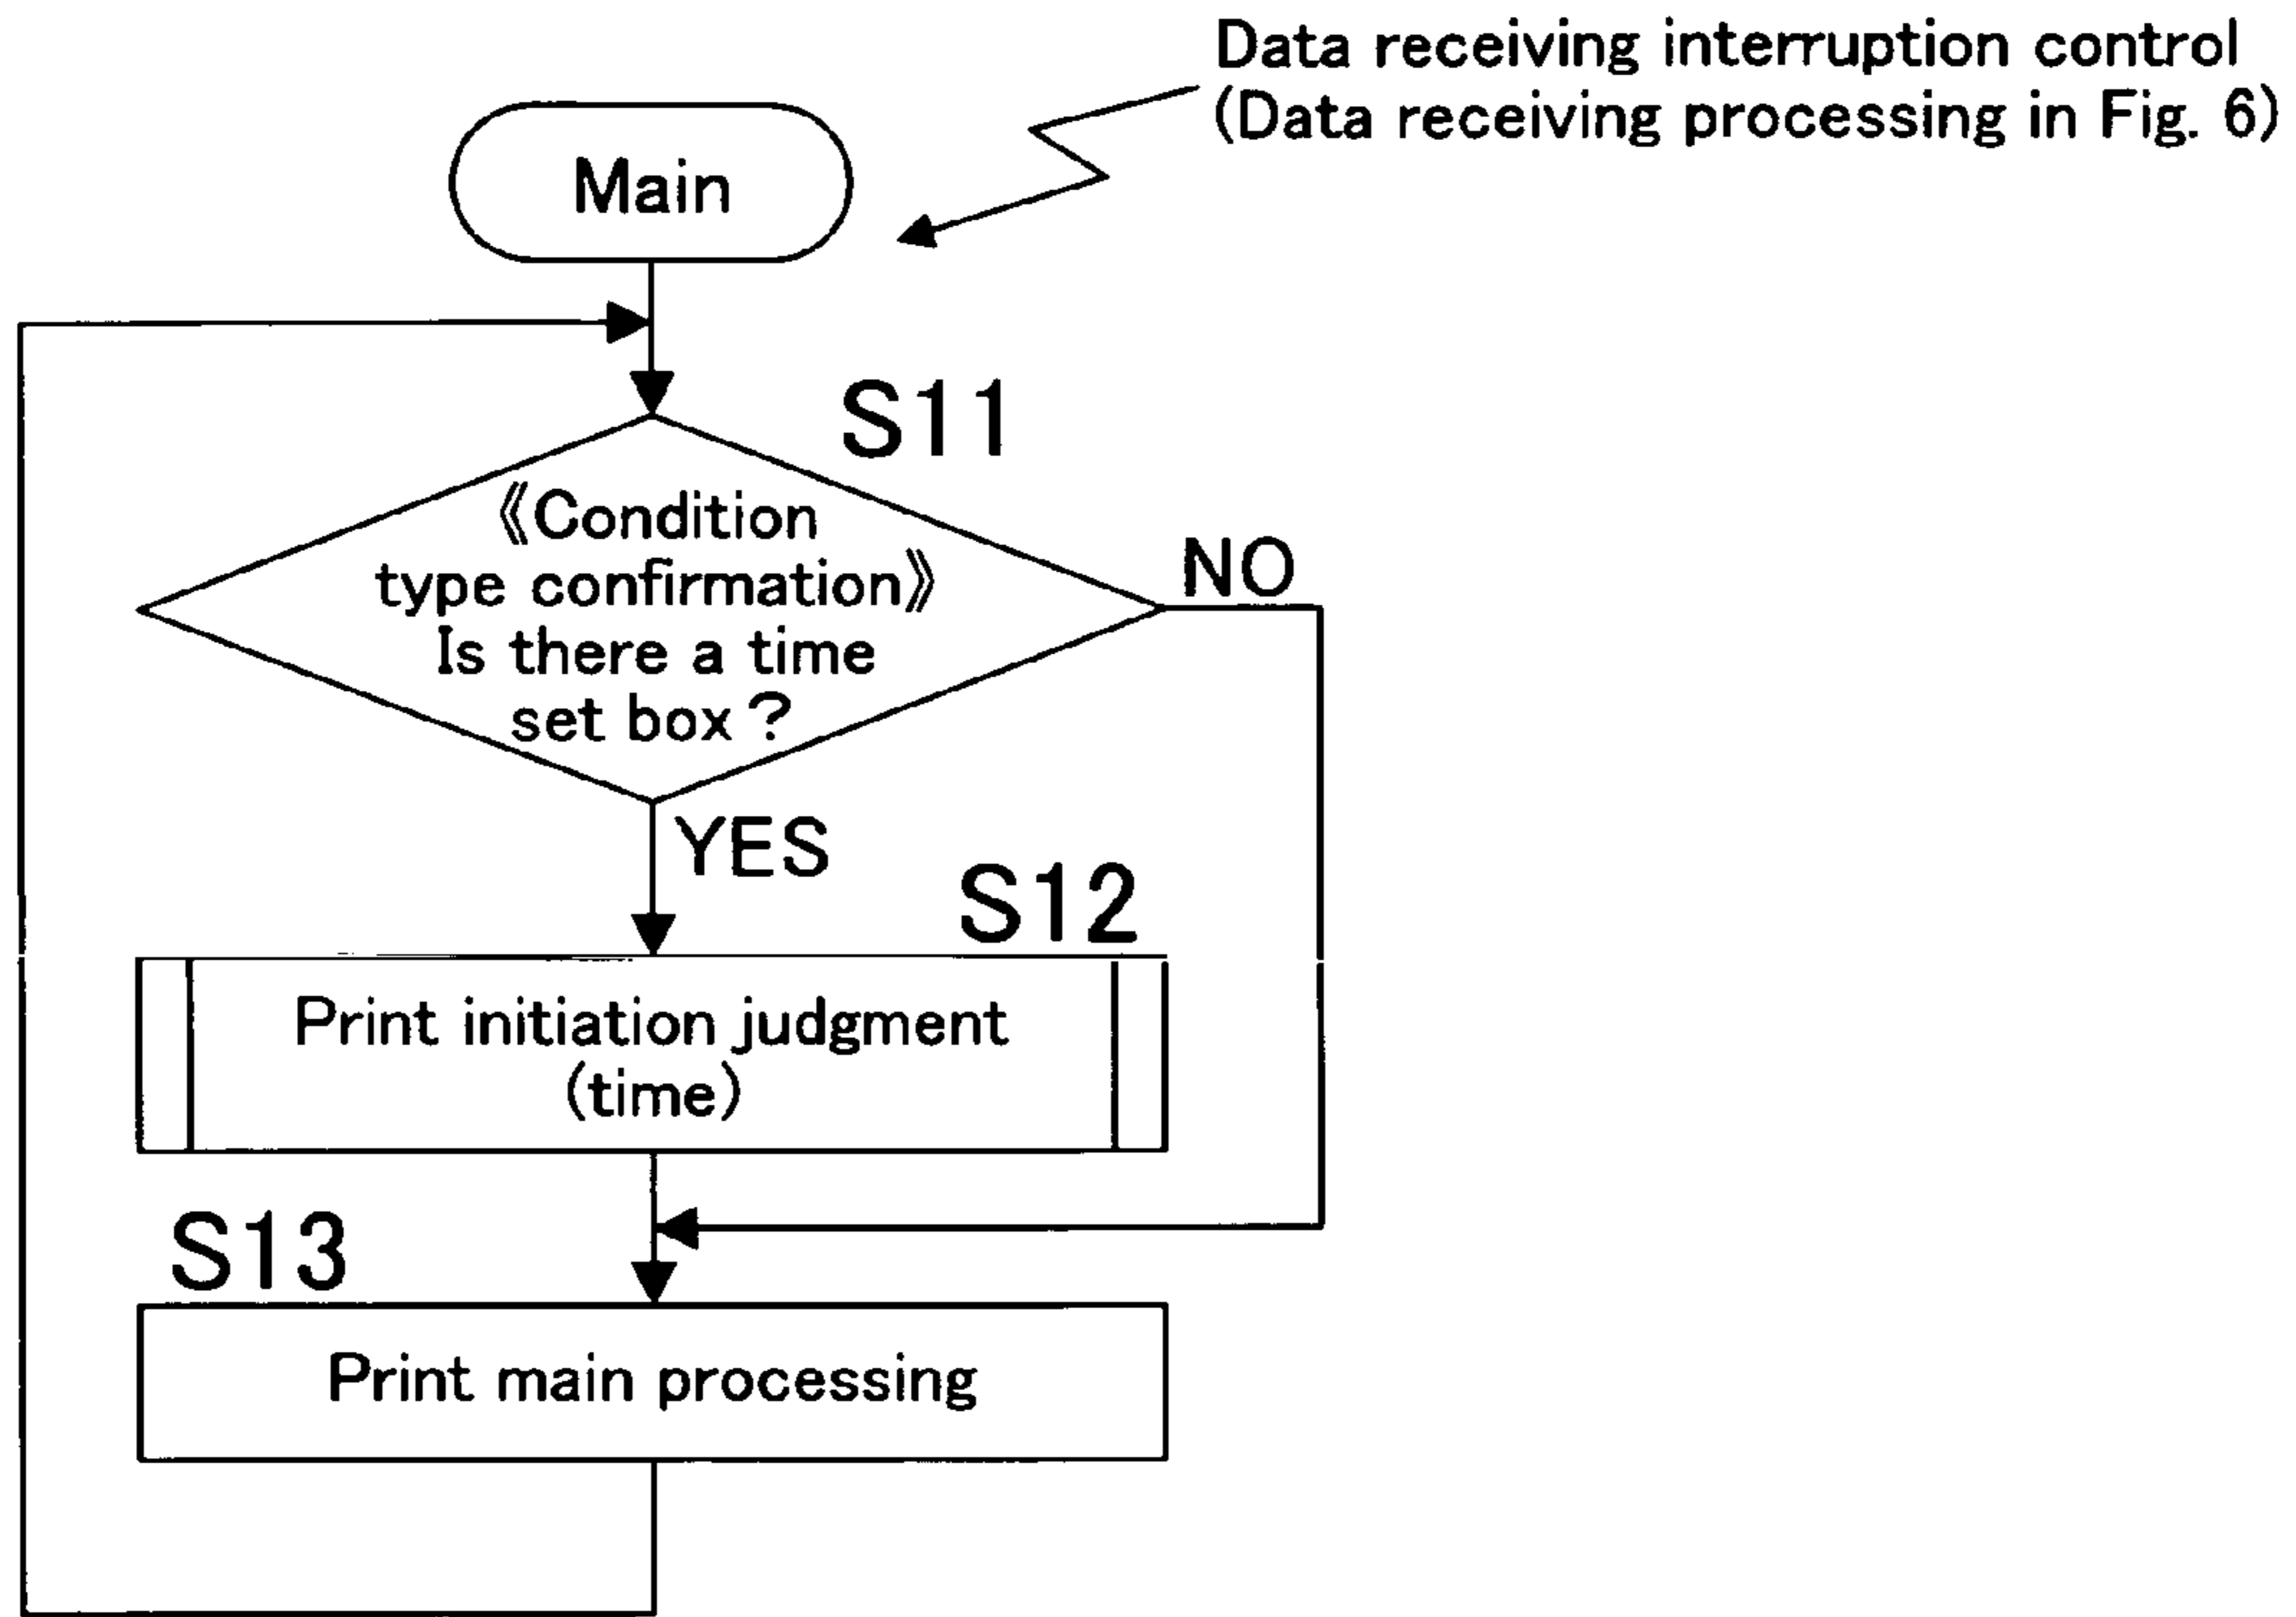 Data receiving interruption control
(Data receiving processing in Fig. 6)
Main
S11
《Condition
type confirmation》
Is there a time
set box ?
NO
YES
S12
Print initiation judgment
(time)
S13
Print main processing